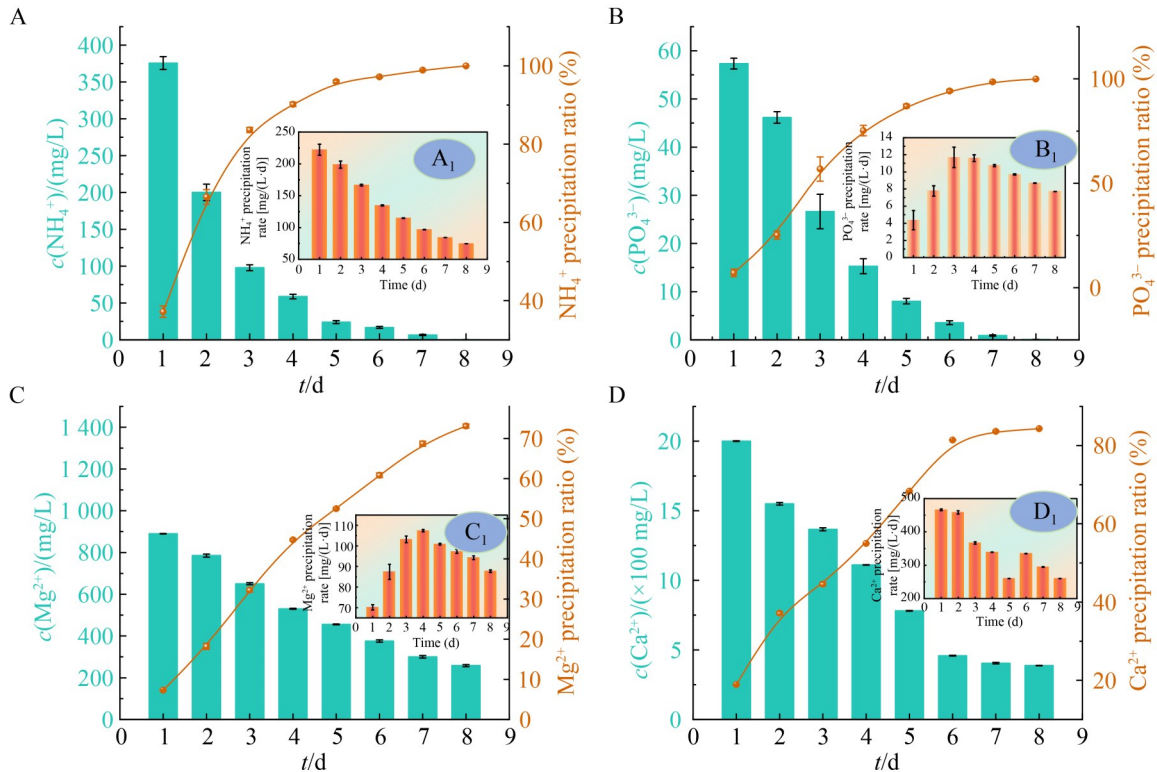 A
c(NH₄⁺)/(mg/L)
400
350
300
250
200
150
100
50
0
NH₄⁺ precipitation ratio (%)
100
80
60
40
0 1 2 3 4 5 6 7 8 9
t/d
A₁
NH₄⁺ precipitation
rate [mg/(L·d)]
250
200
150
100
50
0 1 2 3 4 5 6 7 8 9
Time (d)
B
c(PO₄³⁻)/(mg/L)
60
50
40
30
20
10
0
PO₄³⁻ precipitation ratio (%)
100
50
0
0 1 2 3 4 5 6 7 8 9
t/d
B₁
PO₄³⁻ precipitation
rate [mg/(L·d)]
14
12
10
8
6
4
2
0
1 2 3 4 5 6 7 8
Time (d)
C
c(Mg²⁺)/(mg/L)
1 400
1 200
1 000
800
600
400
200
0
Mg²⁺ precipitation ratio (%)
70
50
40
30
20
10
0
0 1 2 3 4 5 6 7 8 9
t/d
C₁
Mg²⁺ precipitation
rate [mg/(L·d)]
110
100
90
80
70
0 1 2 3 4 5 6 7 8 9
Time (d)
D
c(Ca²⁺)/(×100 mg/L)
20
15
10
5
0
Ca²⁺ precipitation ratio (%)
80
60
40
20
0 1 2 3 4 5 6 7 8 9
t/d
D₁
Ca²⁺ precipitation
rate [mg/(L·d)]
500
400
300
200
0 1 2 3 4 5 6 7 8 9
Time (d)